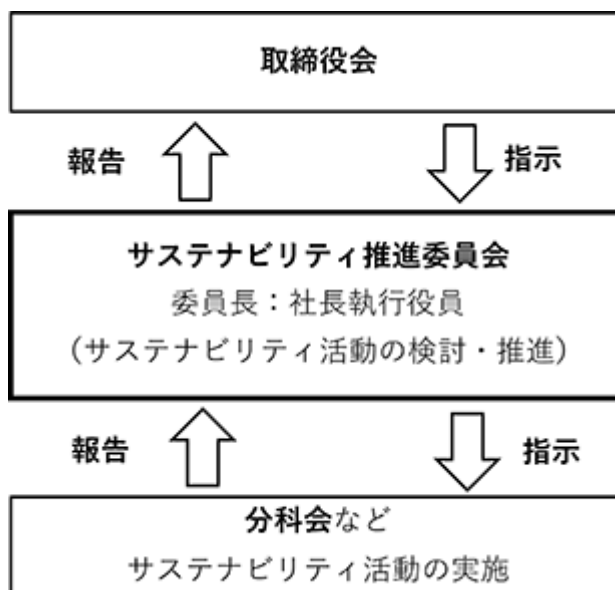 取締役会
報告
指示
サステナビリティ推進委員会
委員長：社長執行役員
（サステナビリティ活動の検討・推進）
報告
指示
分科会など
サステナビリティ活動の実施